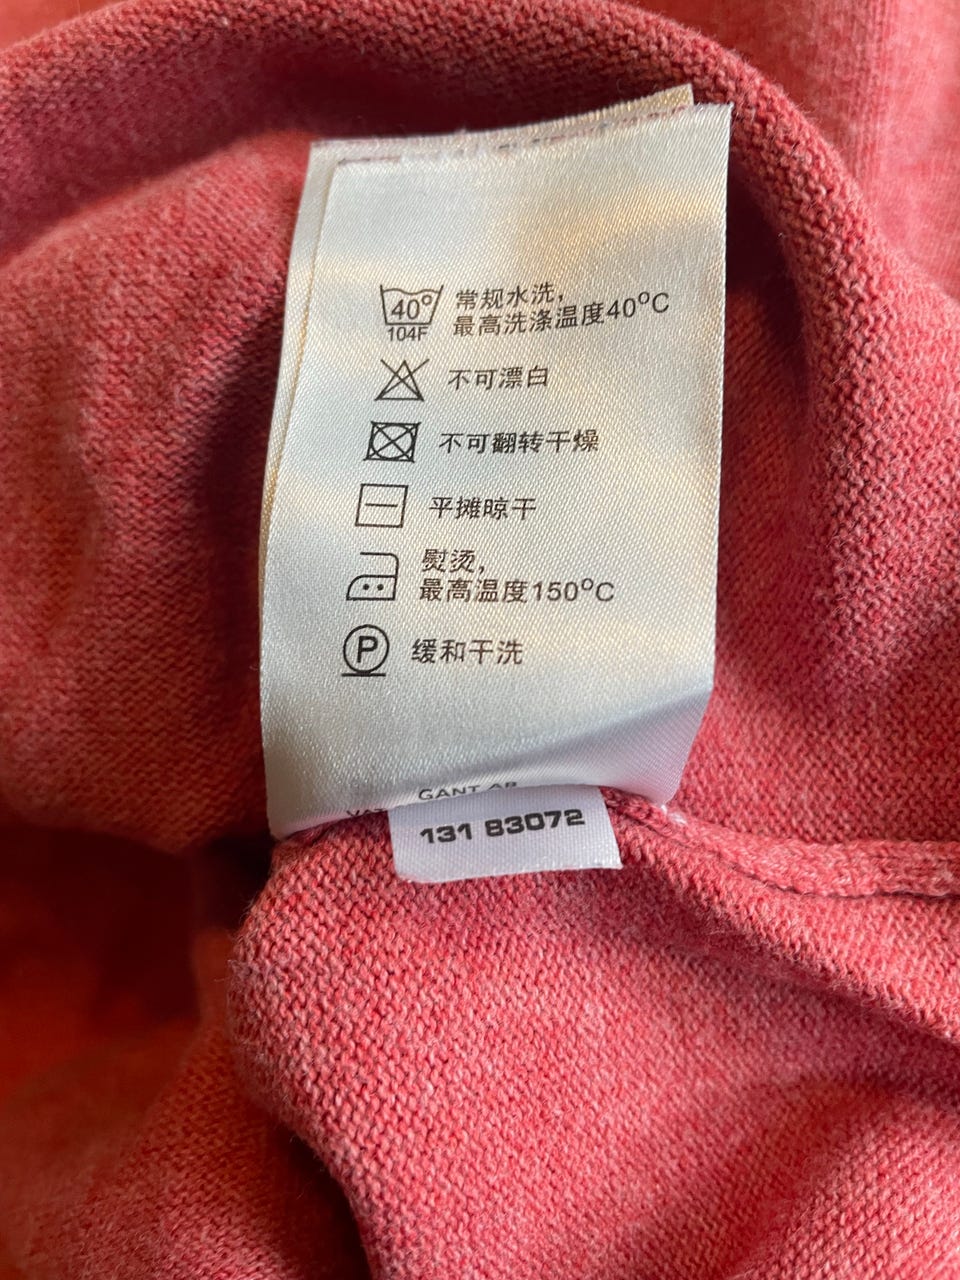 40°
104F
常规水洗,
最高洗涤温度40°C
不可漂白
不可翻转干燥
平摊晾干
熨烫,
最高温度150°C
P
缓和干洗
GANT AB
131 83072